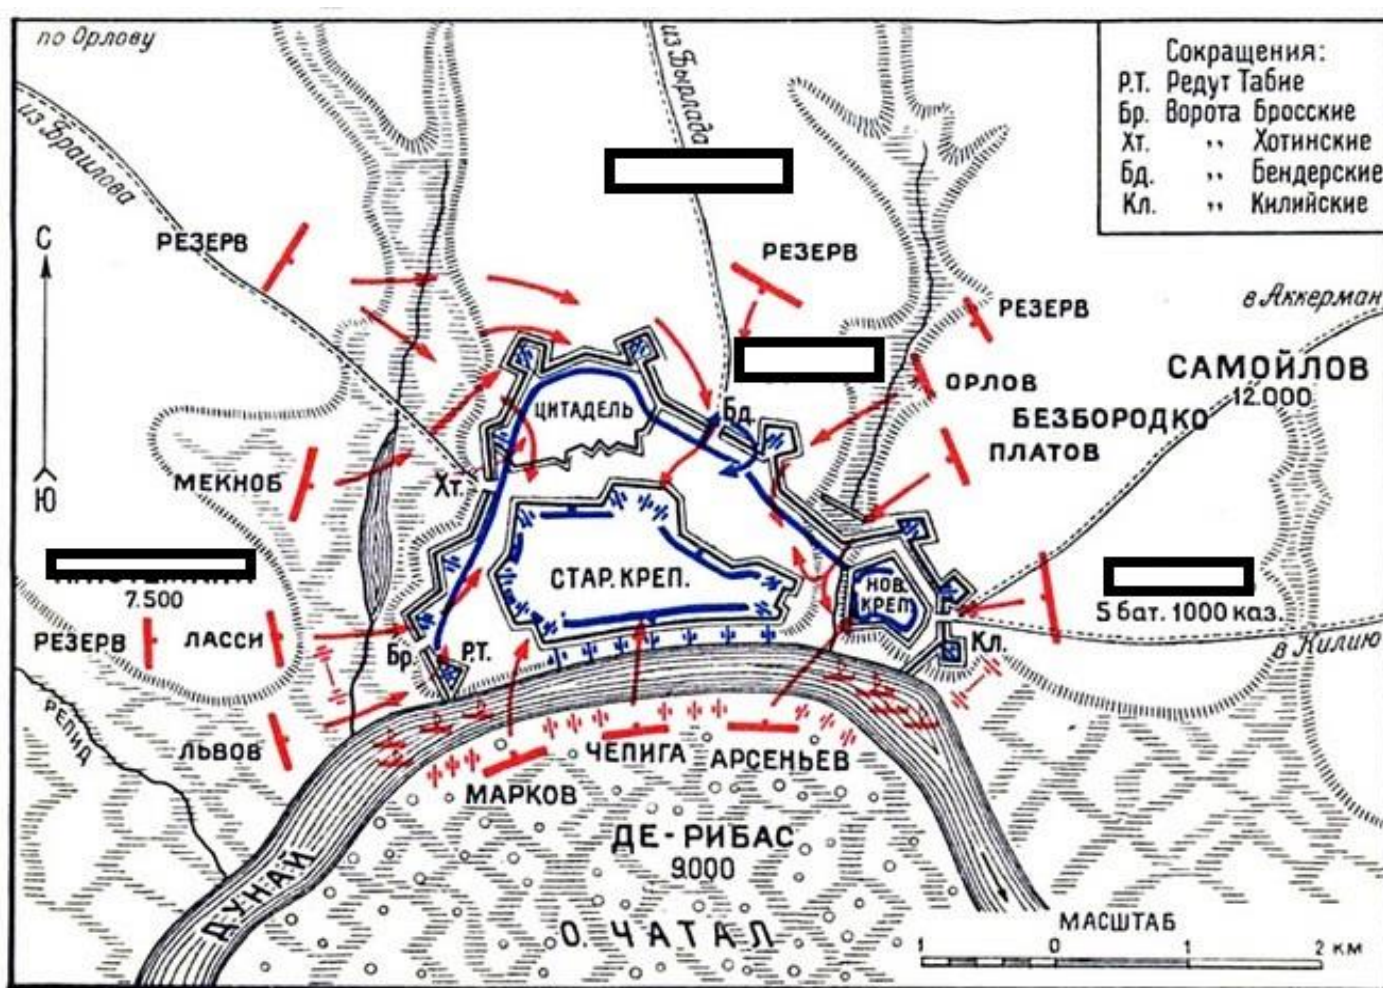 по Орлову
из Браилова
из Бырлада
Сокращения:
Р.Т. Редут Табие
Бр. Ворота Бросские
Хт. ,, Хотинские
Бд. ,, Бендерские
Кл. ,, Килийские
С
Ю
РЕЗЕРВ
РЕЗЕРВ
РЕЗЕРВ
в Аккерман
САМОЙЛОВ
12.000
ОРЛОВ
БЕЗБОРОДКО
ПЛАТОВ
ЦИТАДЕЛЬ
Бд.
МЕКНОБ
Хт.
7.500
СТАР. КРЕП.
НОВ.
КРЕП.
5 бат. 1000 каз.
РЕЗЕРВ
ЛАССИ
Бр.
Р.Т.
Кл.
в Килию
РЕПИД
ЛЬВОВ
ЧЕПИГА
АРСЕНЬЕВ
МАРКОВ
ДЕ-РИБАС
9000
ДУНАЙ
О. ЧАТАЛ
МАСШТАБ
1 0 1 2 км